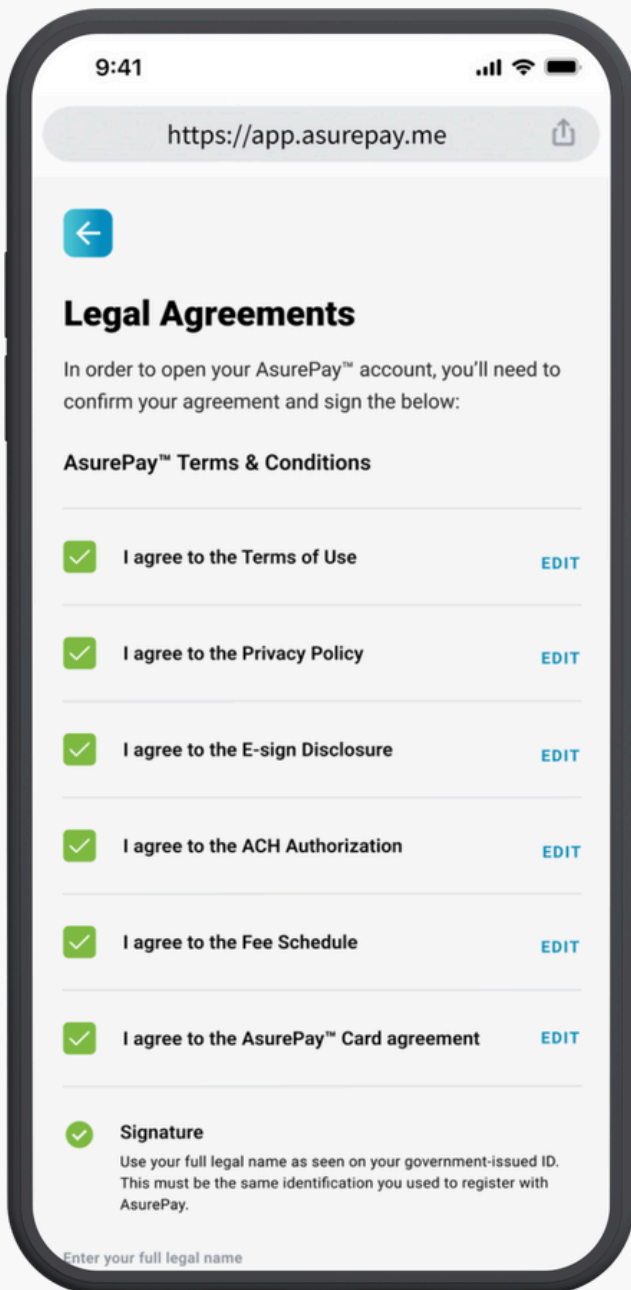 9:41
https://app.asurepay.me
Legal Agreements
In order to open your AsurePay™ account, you’ll need to
confirm your agreement and sign the below:
AsurePay™ Terms & Conditions
I agree to the Terms of Use EDIT
I agree to the Privacy Policy EDIT
I agree to the E-sign Disclosure EDIT
I agree to the ACH Authorization EDIT
I agree to the Fee Schedule EDIT
I agree to the AsurePay™ Card agreement EDIT
Signature
Use your full legal name as seen on your government-issued ID.
This must be the same identification you used to register with
AsurePay.
Enter your full legal name